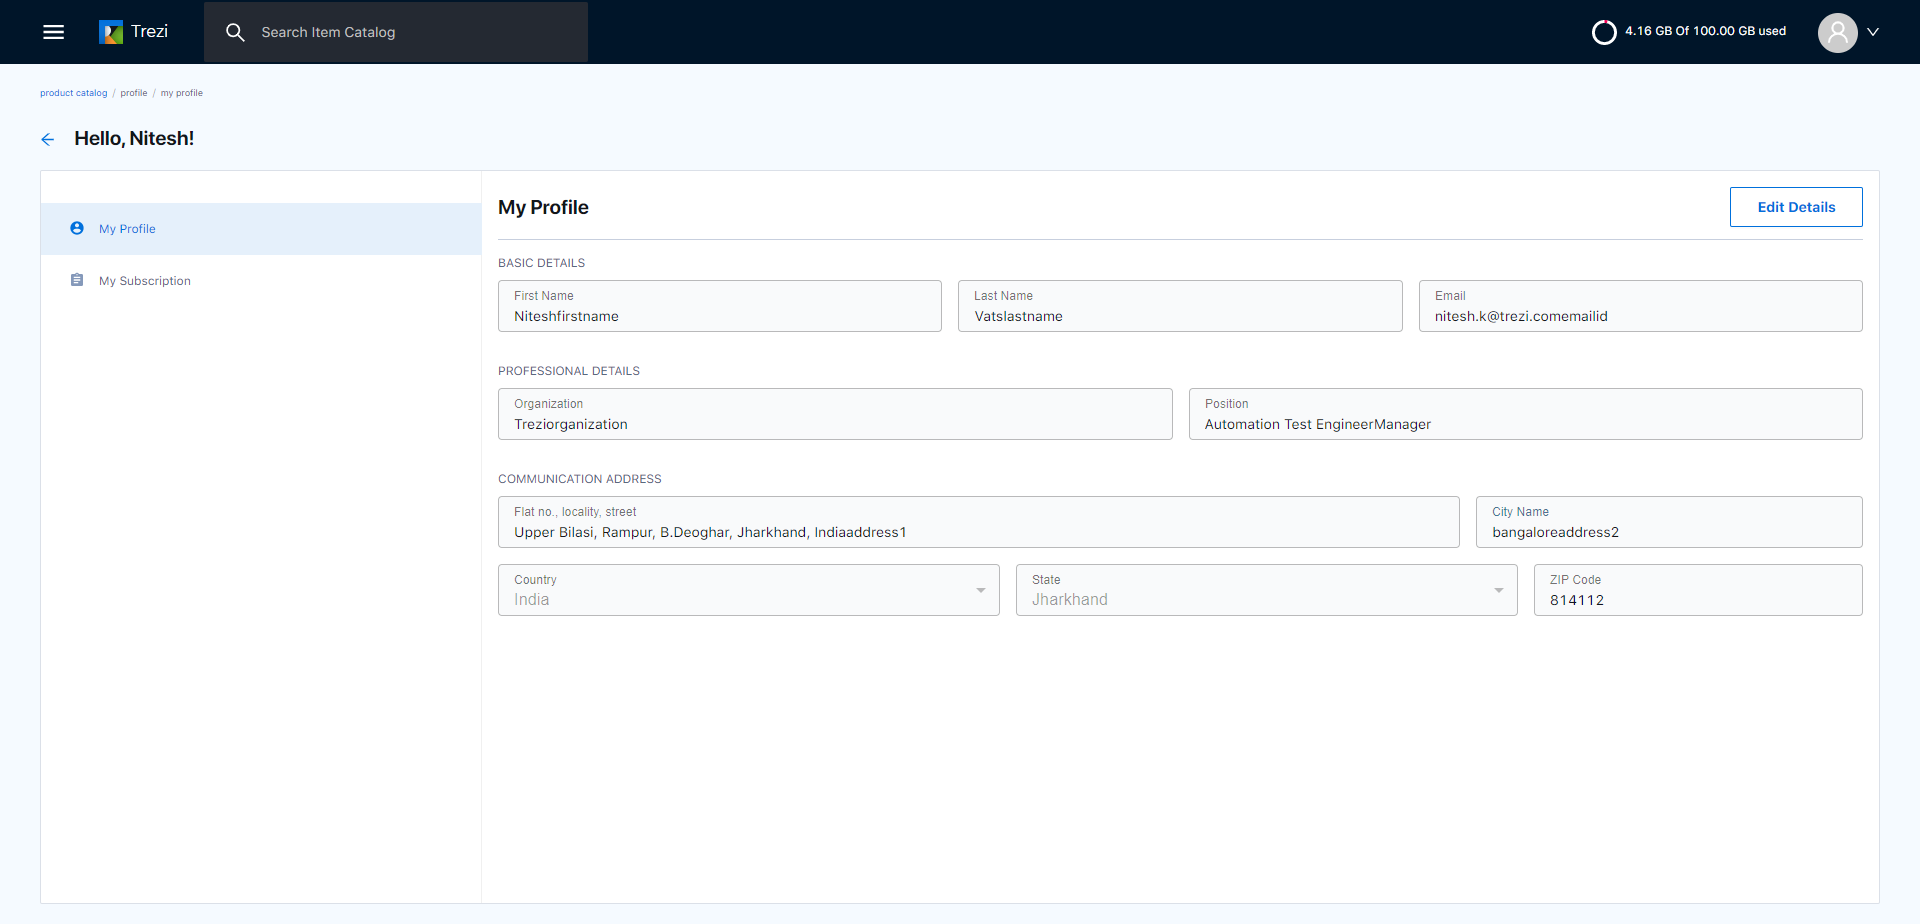 Trezi
Search Item Catalog
4.16 GB Of 100.00 GB used
product catalog / profile / my profile
Hello, Nitesh!
My Profile
My Subscription
My Profile
Edit Details
BASIC DETAILS
First Name
Niteshfirstname
Last Name
Vatslastname
Email
nitesh.k@trezi.comemailid
PROFESSIONAL DETAILS
Organization
Treziorganization
Position
Automation Test EngineerManager
COMMUNICATION ADDRESS
Flat no., locality, street
Upper Bilasi, Rampur, B.Deoghar, Jharkhand, Indiaaddress1
City Name
bangaloreaddress2
Country
India
State
Jharkhand
ZIP Code
814112